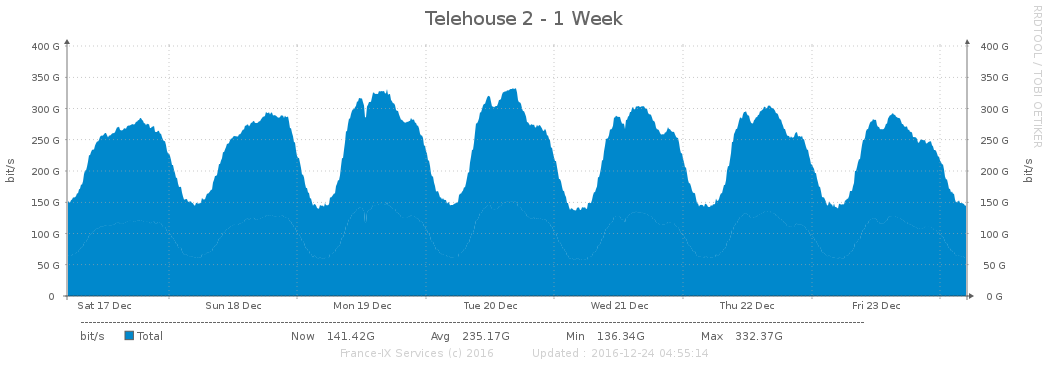 Telehouse 2 - 1 Week
RRDTOOL / TOBI OETIKER
400 G 400 G
350 G 350 G
300 G 300 G
250 G 250 G
200 G 200 G
150 G 150 G
100 G 100 G
50 G 50 G
0 0 G
bit/s
bit/s
Sat 17 Dec Sun 18 Dec Mon 19 Dec Tue 20 Dec Wed 21 Dec Thu 22 Dec Fri 23 Dec
bit/s Total Now 141.42G Avg 235.17G Min 136.34G Max 332.37G
France-IX Services (c) 2016 Updated : 2016-12-24 04:55:14